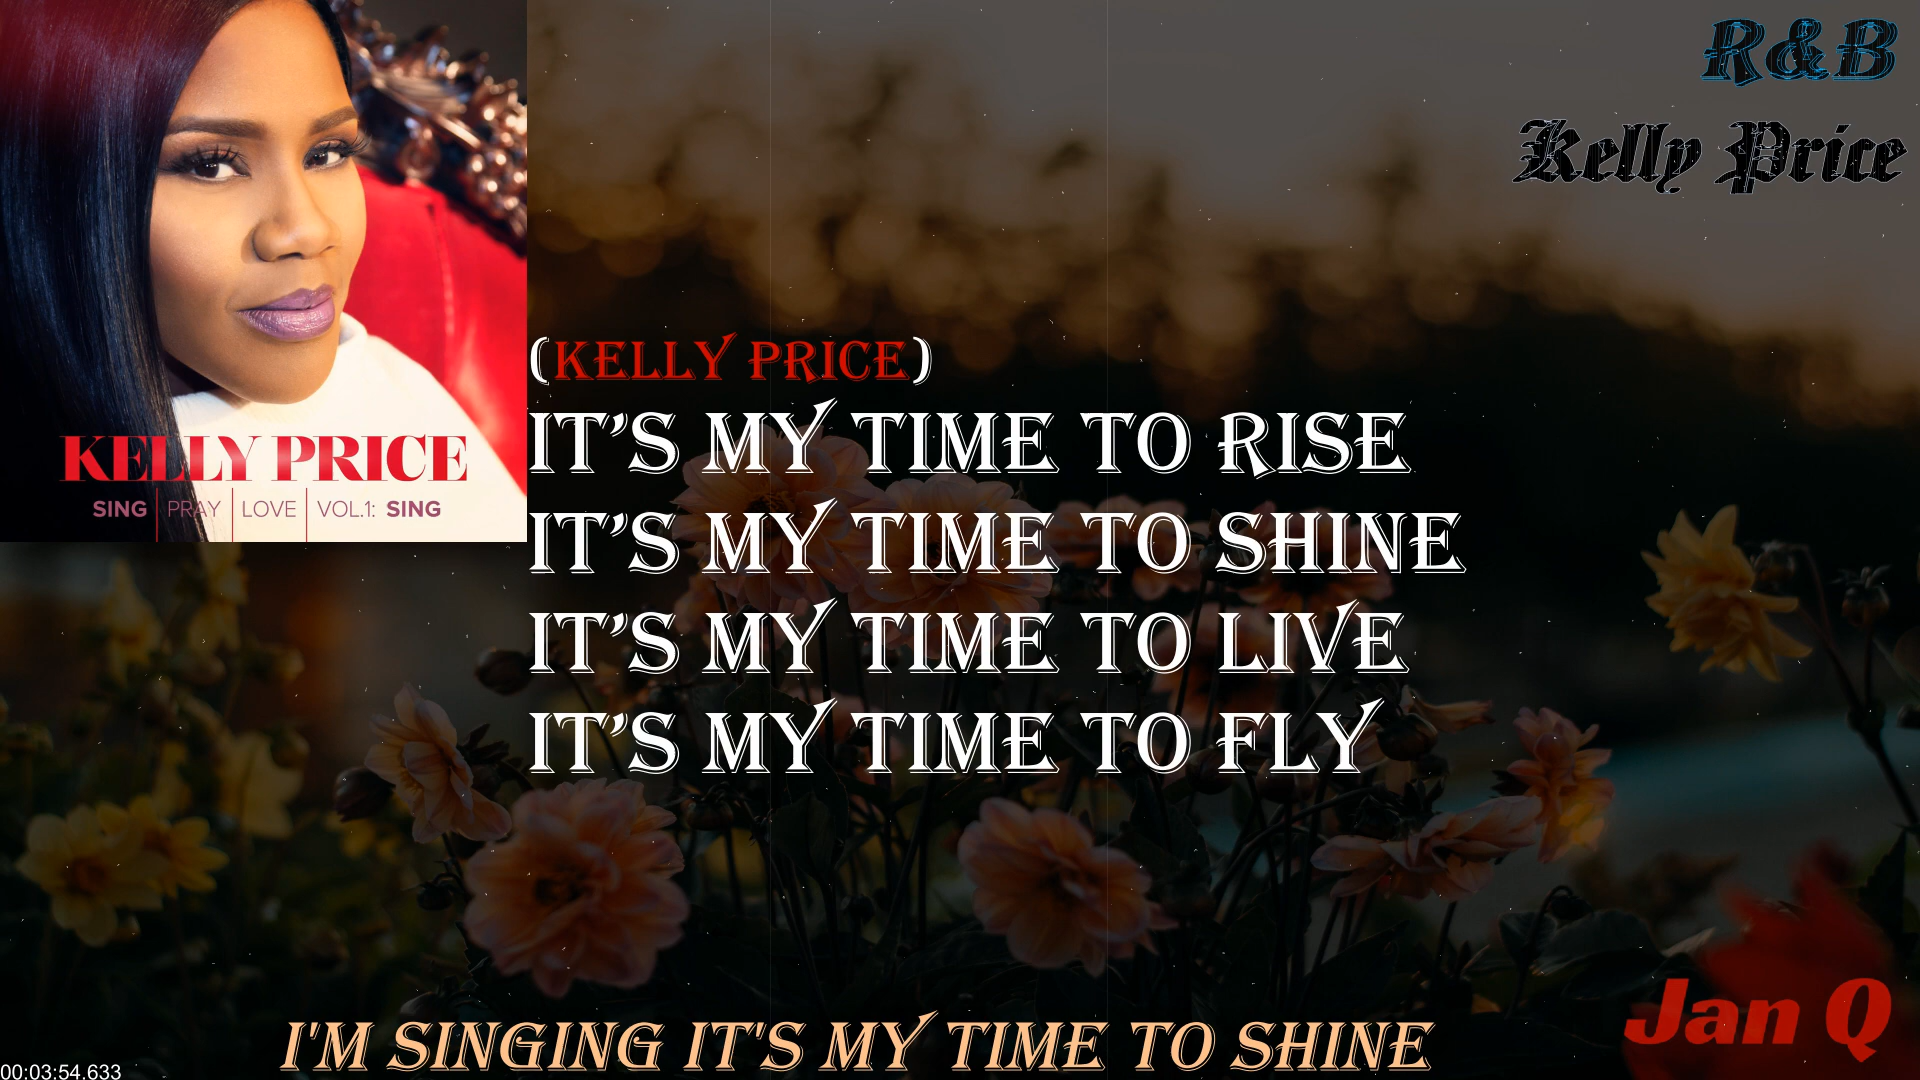 R&B
Kelly Price
KELLY PRICE
SING | PRAY | LOVE | VOL.1: SING
(KELLY PRICE)
IT’S MY TIME TO RISE
IT’S MY TIME TO SHINE
IT’S MY TIME TO LIVE
IT’S MY TIME TO FLY
Jan Q
I'M SINGING IT'S MY TIME TO SHINE
00:03:54.633